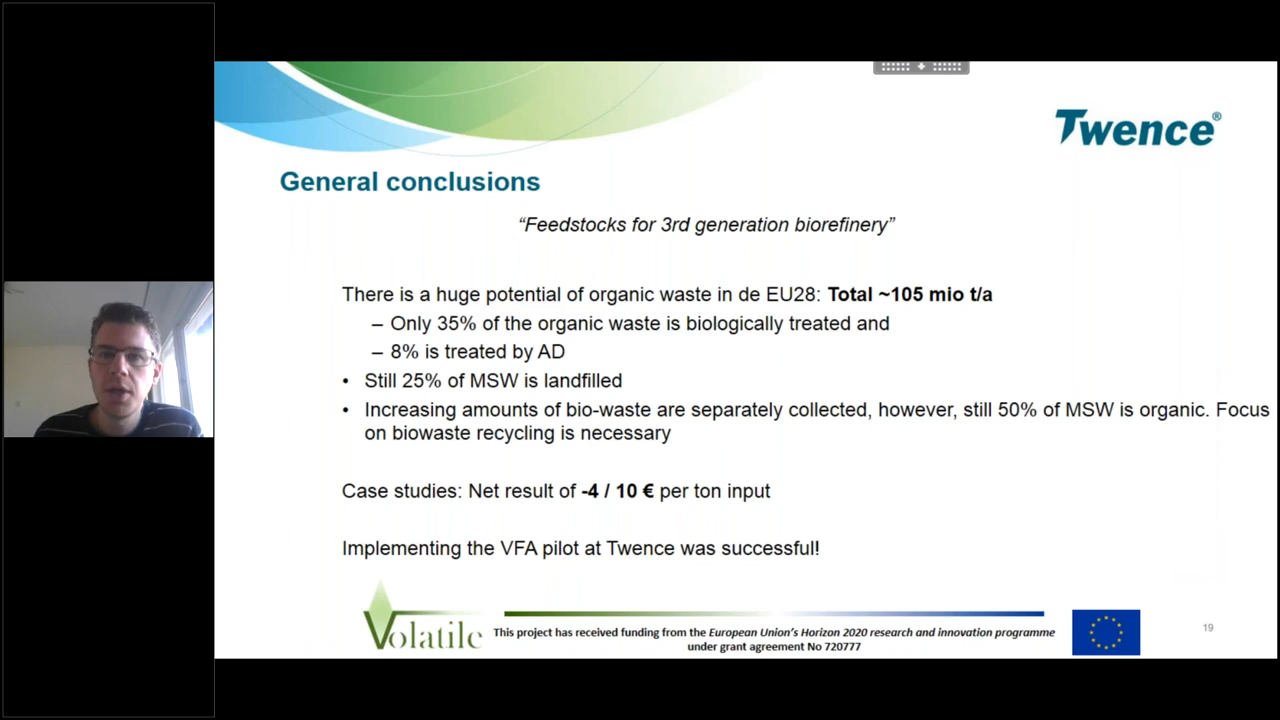 Twence®
General conclusions
“Feedstocks for 3rd generation biorefinery”
There is a huge potential of organic waste in de EU28: Total ~105 mio t/a
– Only 35% of the organic waste is biologically treated and
– 8% is treated by AD
• Still 25% of MSW is landfilled
• Increasing amounts of bio-waste are separately collected, however, still 50% of MSW is organic. Focus
on biowaste recycling is necessary
Case studies: Net result of -4 / 10 € per ton input
Implementing the VFA pilot at Twence was successful!
Volatile
This project has received funding from the European Union’s Horizon 2020 research and innovation programme
under grant agreement No 720777
19